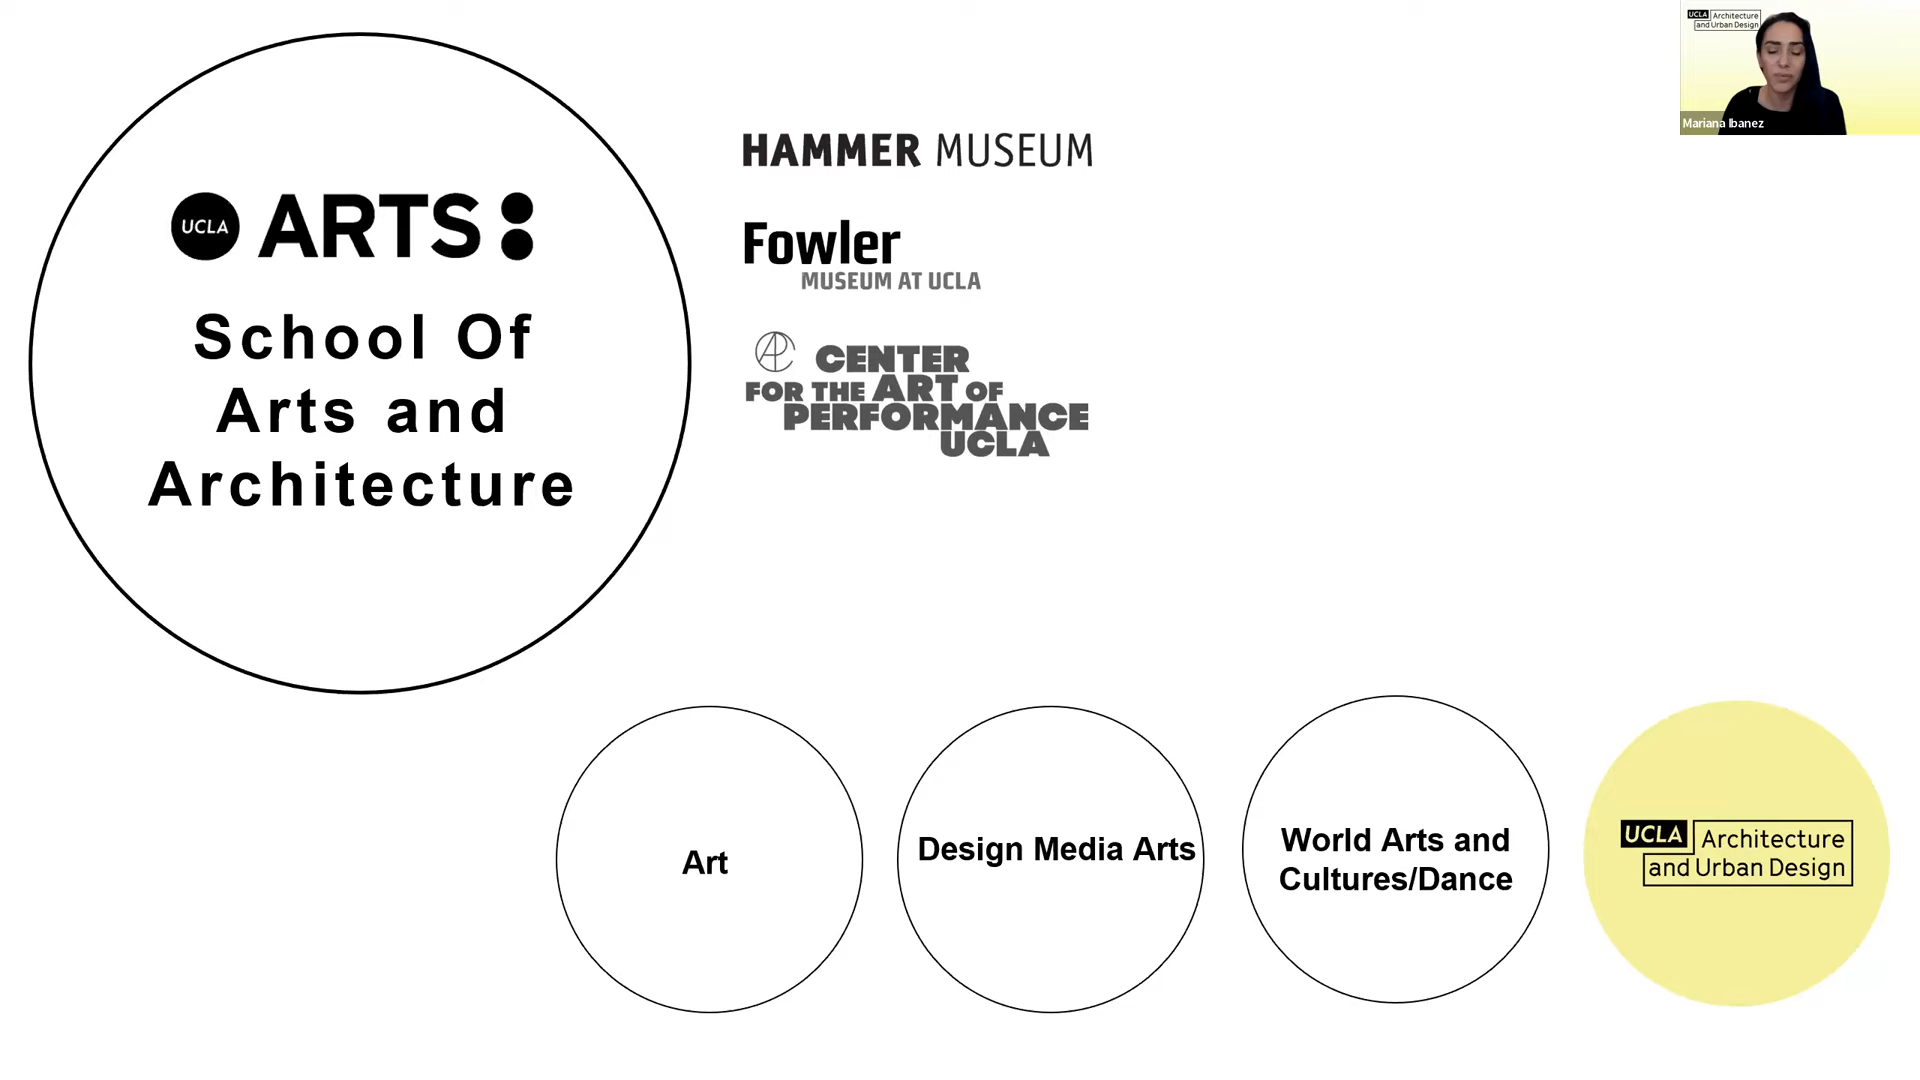 UCLA ARTS:
School Of
Arts and
Architecture
HAMMER MUSEUM
Fowler
MUSEUM AT UCLA
CENTER
FOR THE ART OF
PERFORMANCE
UCLA
UCLA Architecture
and Urban Design
Mariana Ibanez
Art
Design Media Arts
World Arts and
Cultures/Dance
UCLA Architecture
and Urban Design